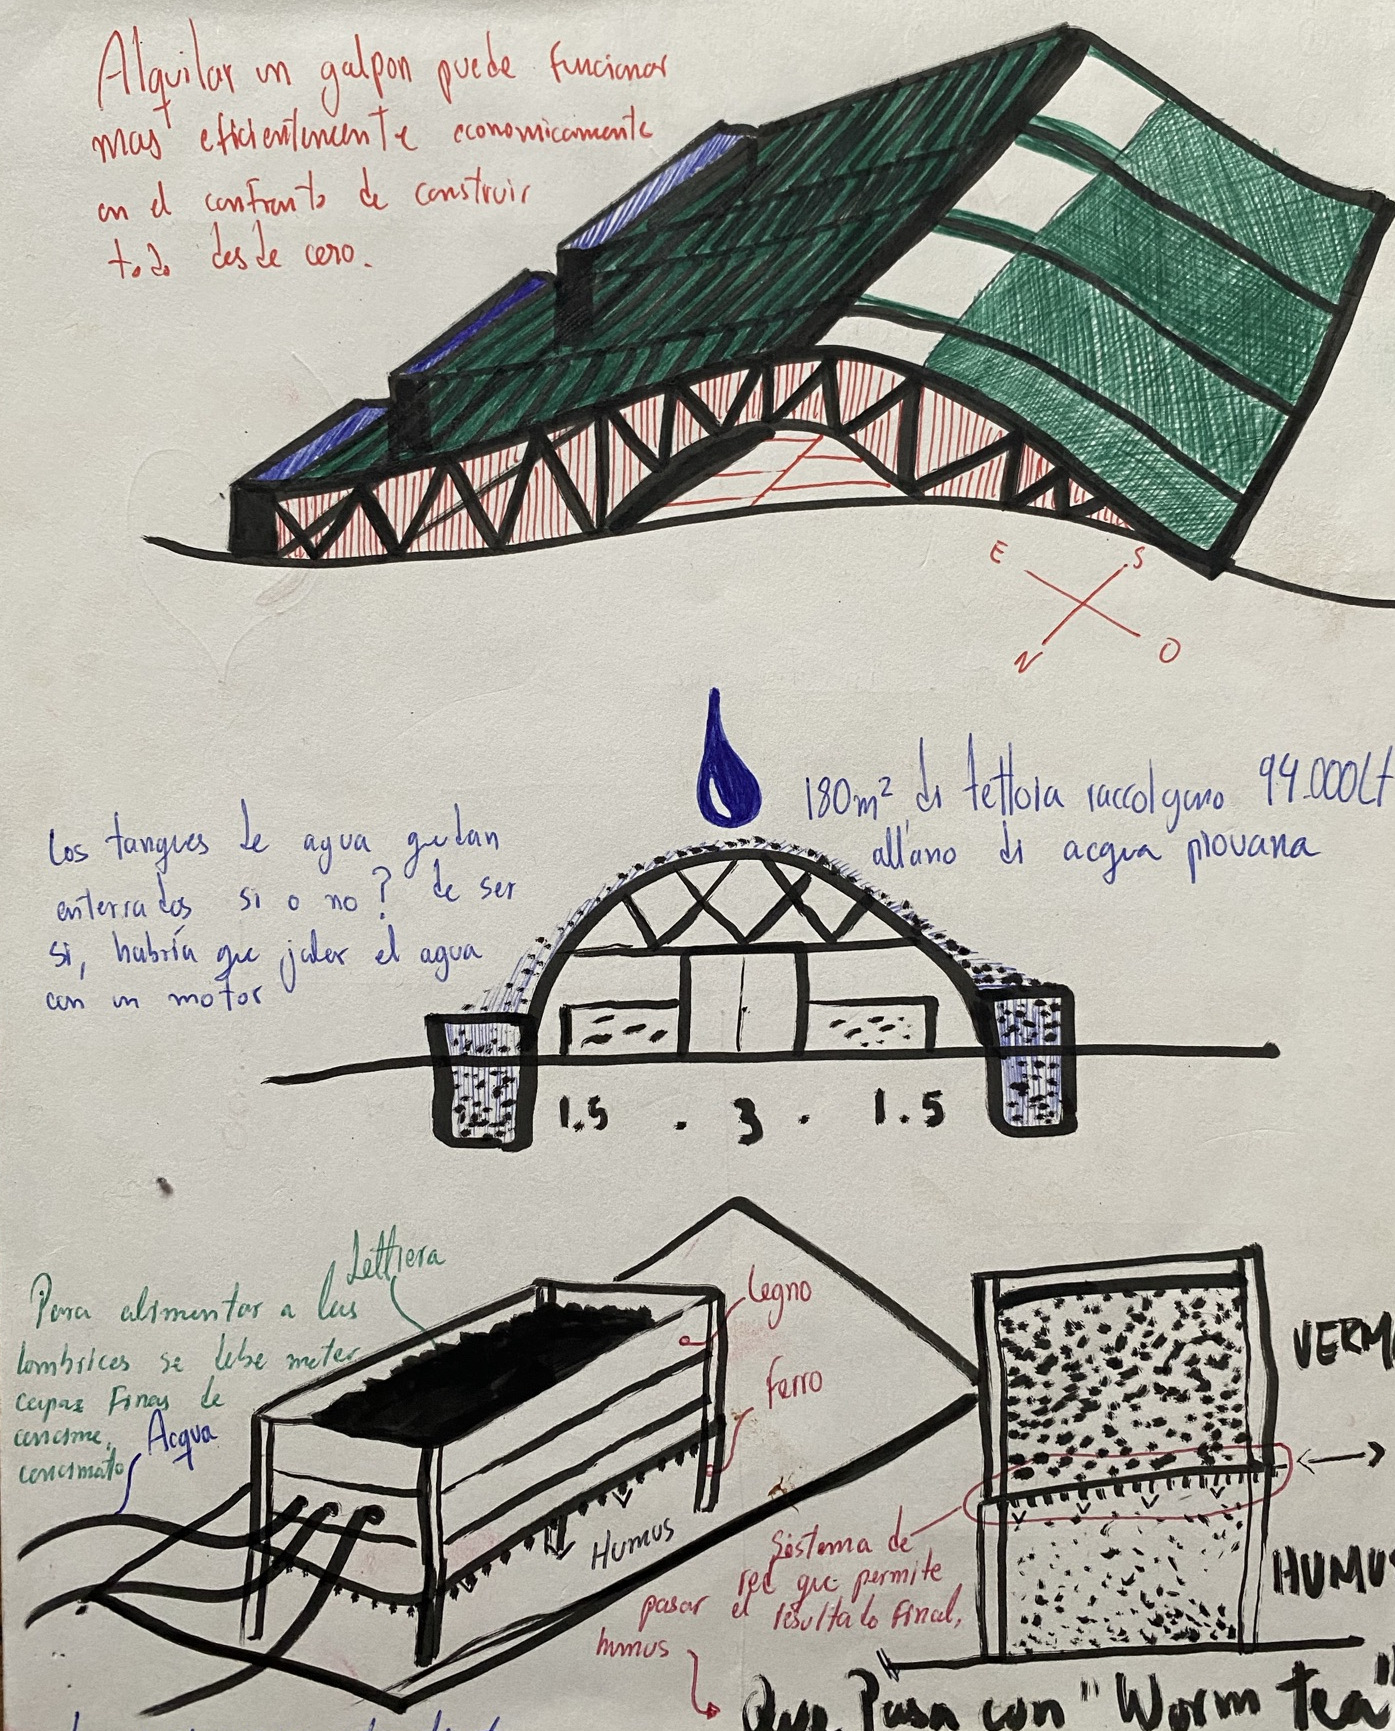 Alquilar un galpon puede funcionar
mas eficientemente economicamente
en el confronto de construir
todo desde cero.
E
S
N
O
180m² di tettoia raccolgono 94.000Lt
all'ano di acqua piovana
Los tanques de agua quedan
enterrados si o no? de ser
si, habría que jalar el agua
con un motor
1.5 . 3 . 1.5
Lettiera
Para alimentar a las
lombrices se debe meter
capas finas de
concime,
concimato
Acqua
Legno
ferro
Humus
VERM
HUMUS
Sistema de
red que permite
pasar el resultado final,
humus
Que Pasa con "Worm tea"